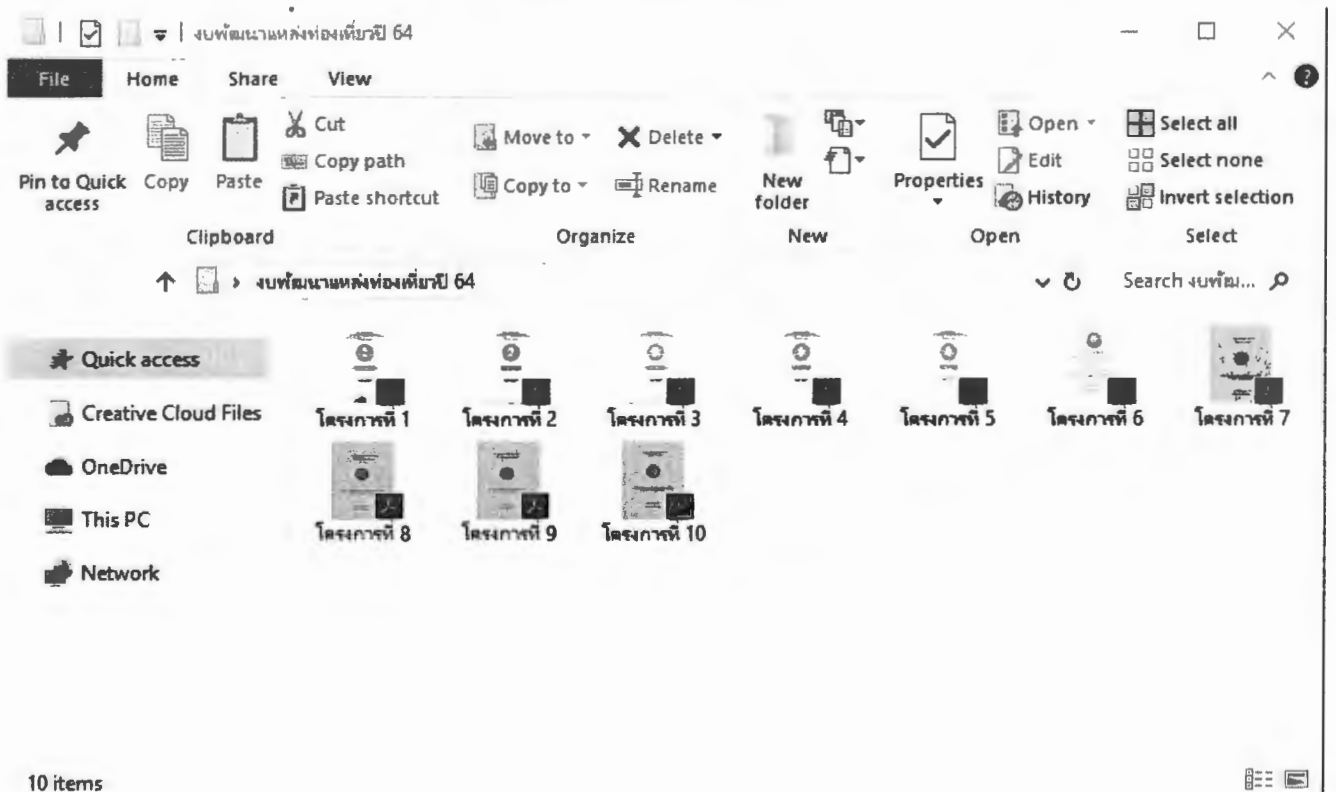 งบพัฒนาแหล่งท่องเที่ยวปี 64
File Home Share View
Pin to Quick access
Copy
Paste
Cut
Copy path
Paste shortcut
Clipboard
Move to
Copy to
Delete
Rename
Organize
New folder
New
Properties
Open
Edit
History
Open
Select all
Select none
Invert selection
Select
งบพัฒนาแหล่งท่องเที่ยวปี 64
Search งบพัฒ...
Quick access
Creative Cloud Files
OneDrive
This PC
Network
โครงการที่ 1
โครงการที่ 2
โครงการที่ 3
โครงการที่ 4
โครงการที่ 5
โครงการที่ 6
โครงการที่ 7
โครงการที่ 8
โครงการที่ 9
โครงการที่ 10
10 items